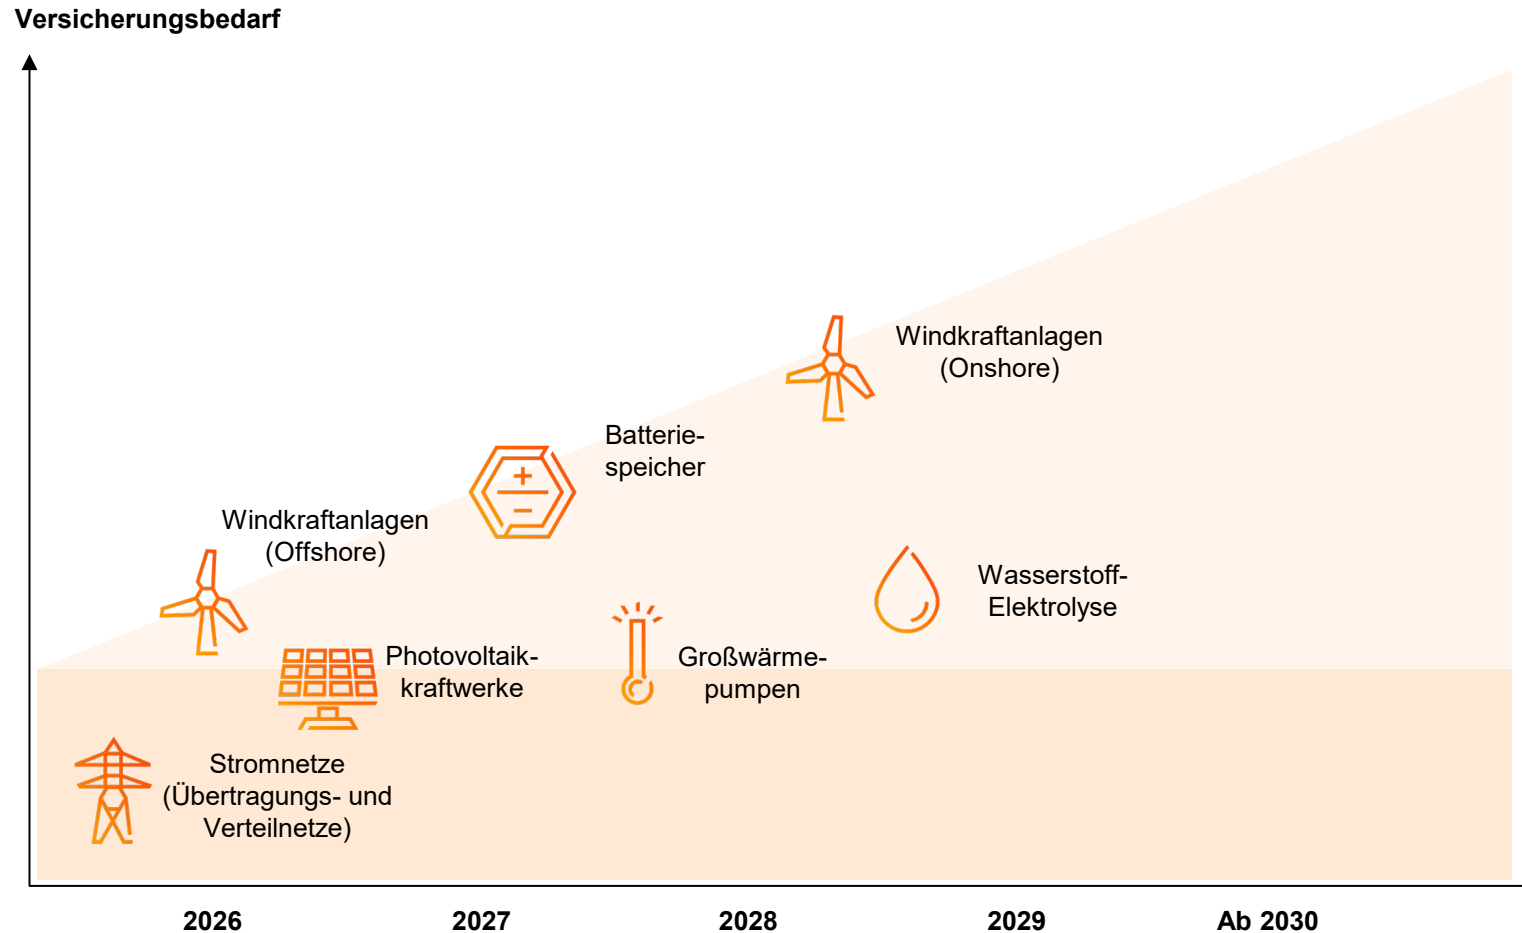 Versicherungsbedarf
Windkraftanlagen
(Onshore)
Batterie-
speicher
Windkraftanlagen
(Offshore)
Wasserstoff-
Elektrolyse
Photovoltaik-
kraftwerke
Großwärme-
pumpen
Stromnetze
(Übertragungs- und
Verteilnetze)
2026 2027 2028 2029 Ab 2030